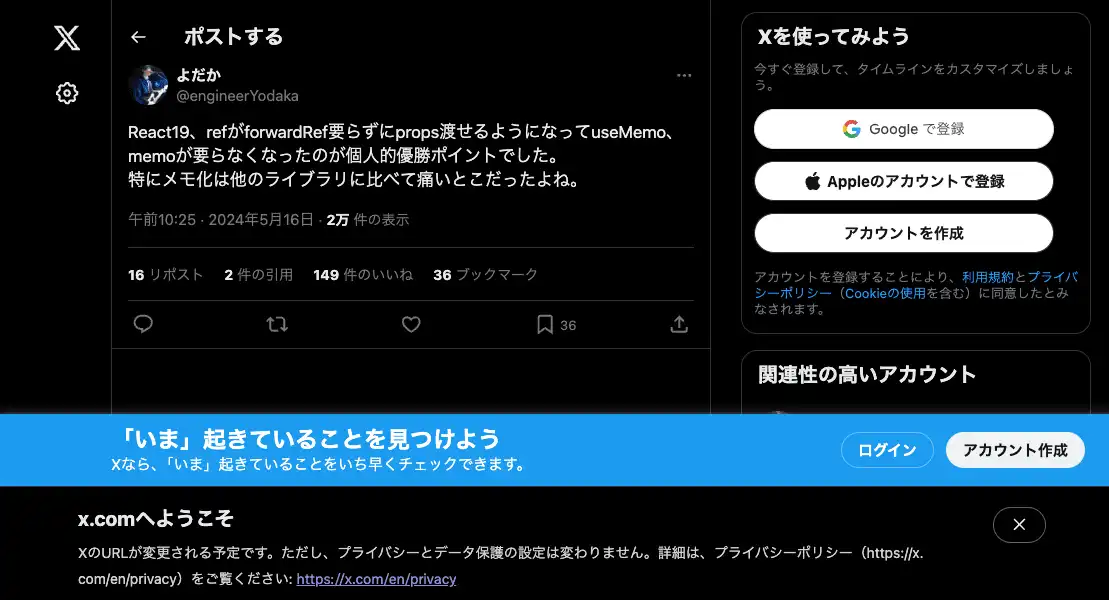 ポストする
よだか
@engineerYodaka
React19、refがforwardRef要らずにprops渡せるようになってuseMemo、
memoが要らなくなったのが個人的優勝ポイントでした。
特にメモ化は他のライブラリに比べて痛いとこだったよね。
午前10:25 · 2024年5月16日 · 2万 件の表示
16 リポスト 2 件の引用 149 件のいいね 36 ブックマーク
36
Xを使ってみよう
今すぐ登録して、タイムラインをカスタマイズしましょ
う。
Google で登録
Appleのアカウントで登録
アカウントを作成
アカウントを登録することにより、利用規約とプライバ
シーポリシー（Cookieの使用を含む）に同意したとみ
なされます。
関連性の高いアカウント
「いま」起きていることを見つけよう
Xなら、「いま」起きていることをいち早くチェックできます。
ログイン
アカウント作成
x.comへようこそ
XのURLが変更される予定です。ただし、プライバシーとデータ保護の設定は変わりません。詳細は、プライバシーポリシー（https://x.
com/en/privacy）をご覧ください: https://x.com/en/privacy